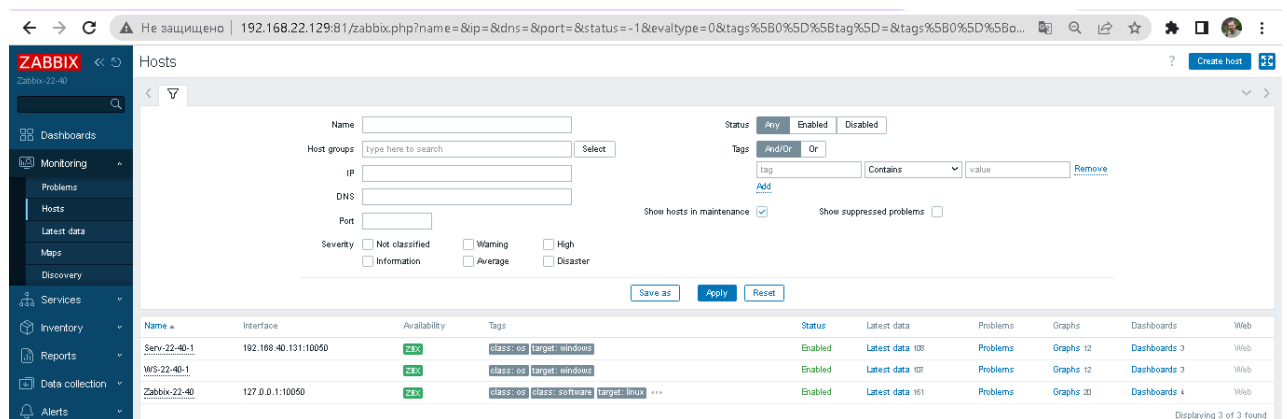 Не защищено | 192.168.22.129:81/zabbix.php?name=&ip=&dns=&port=&status=-1&evaltype=0&tags%5B0%5D%5Btag%5D=&tags%5B0%5D%5Bo...
ZABBIX
Zabbix-22-40
Dashboards
Monitoring
Problems
Hosts
Latest data
Maps
Discovery
Services
Inventory
Reports
Data collection
Alerts
Hosts
? Create host
Name
Host groups type here to search Select
IP
DNS
Port
Severity Not classified Warning High
Information Average Disaster
Status Any Enabled Disabled
Tags And/Or Or
tag Contains value Remove
Add
Show hosts in maintenance Show suppressed problems
Save as Apply Reset
Name Interface Availability Tags Status Latest data Problems Graphs Dashboards Web
Serv-22-40-1 192.168.40.131:10050 ZBX class: os target: windows Enabled Latest data 108 Problems Graphs 12 Dashboards 3 Web
WS-22-40-1 ZBX class: os target: windows Enabled Latest data 107 Problems Graphs 12 Dashboards 3 Web
Zabbix-22-40 127.0.0.1:10050 ZBX class: os class: software target: linux ••• Enabled Latest data 161 Problems Graphs 20 Dashboards 4 Web
Displaying 3 of 3 found